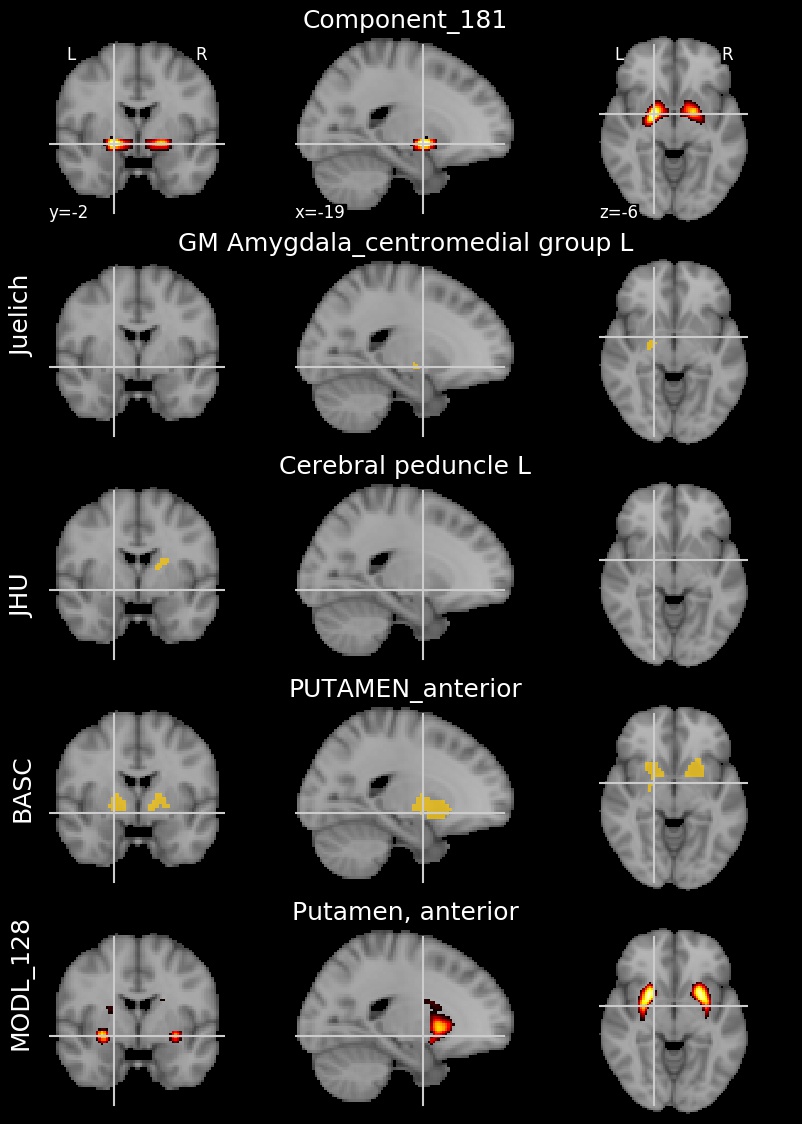 Component_181
L R L R
y=-2 x=-19 z=-6
GM Amygdala_centromedial group L
Juelich
Cerebral peduncle L
JHU
PUTAMEN_anterior
BASC
Putamen, anterior
MODL_128